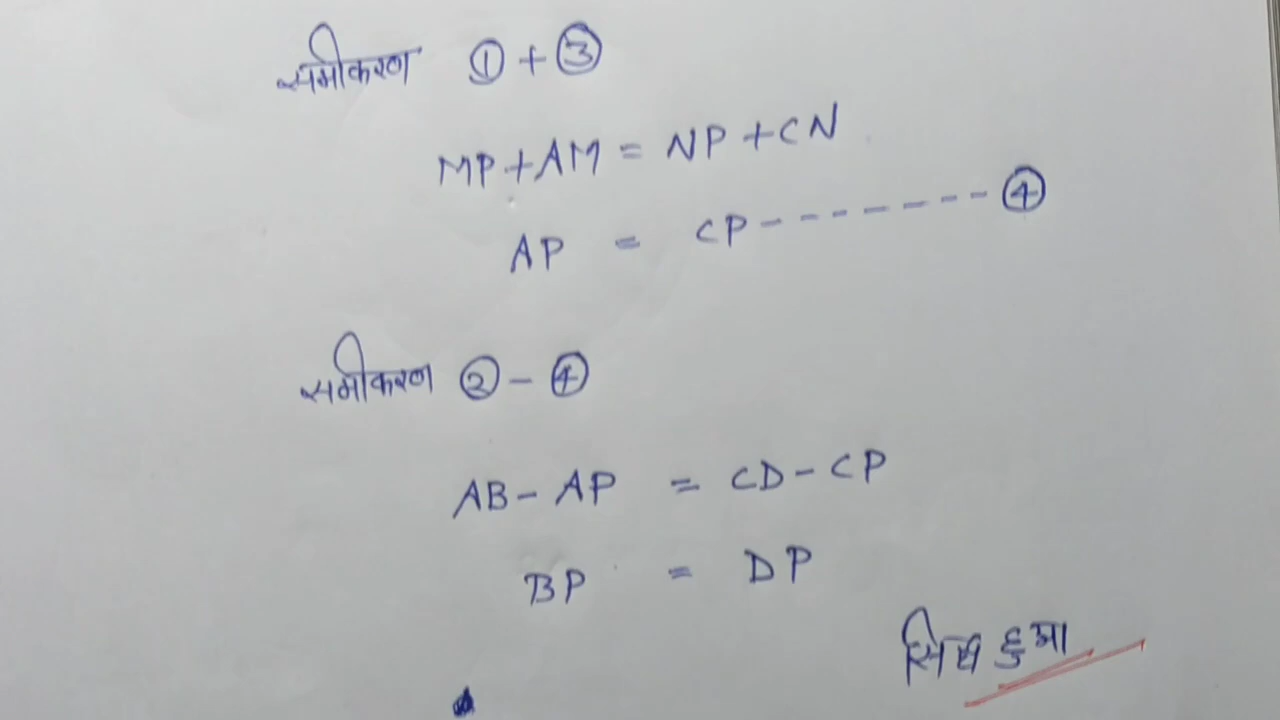 समीकरण ① + ③
MP + AM = NP + CN
AP = CP - - - - - - - - ④
समीकरण ② - ④
AB - AP = CD - CP
BP = DP
सिद्ध हुआ